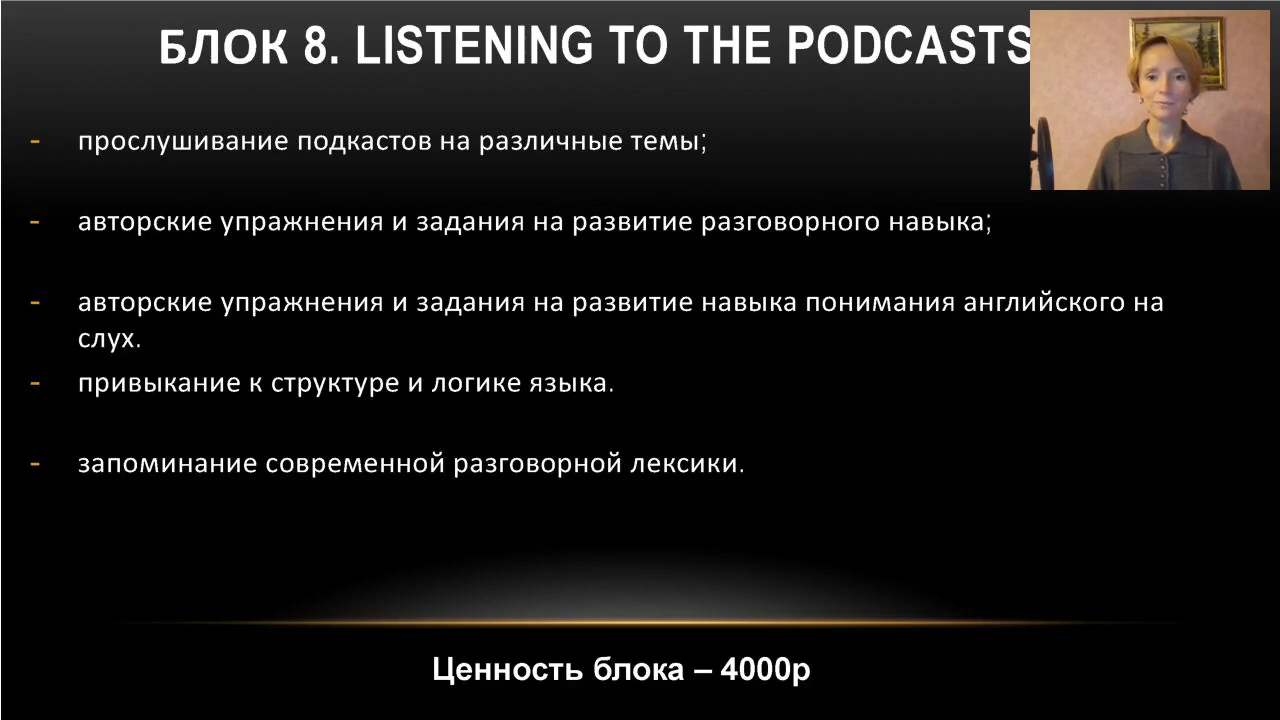 БЛОК 8. LISTENING TO THE PODCASTS
- прослушивание подкастов на различные темы;
- авторские упражнения и задания на развитие разговорного навыка;
- авторские упражнения и задания на развитие навыка понимания английского на
слух.
- привыкание к структуре и логике языка.
- запоминание современной разговорной лексики.
Ценность блока – 4000р